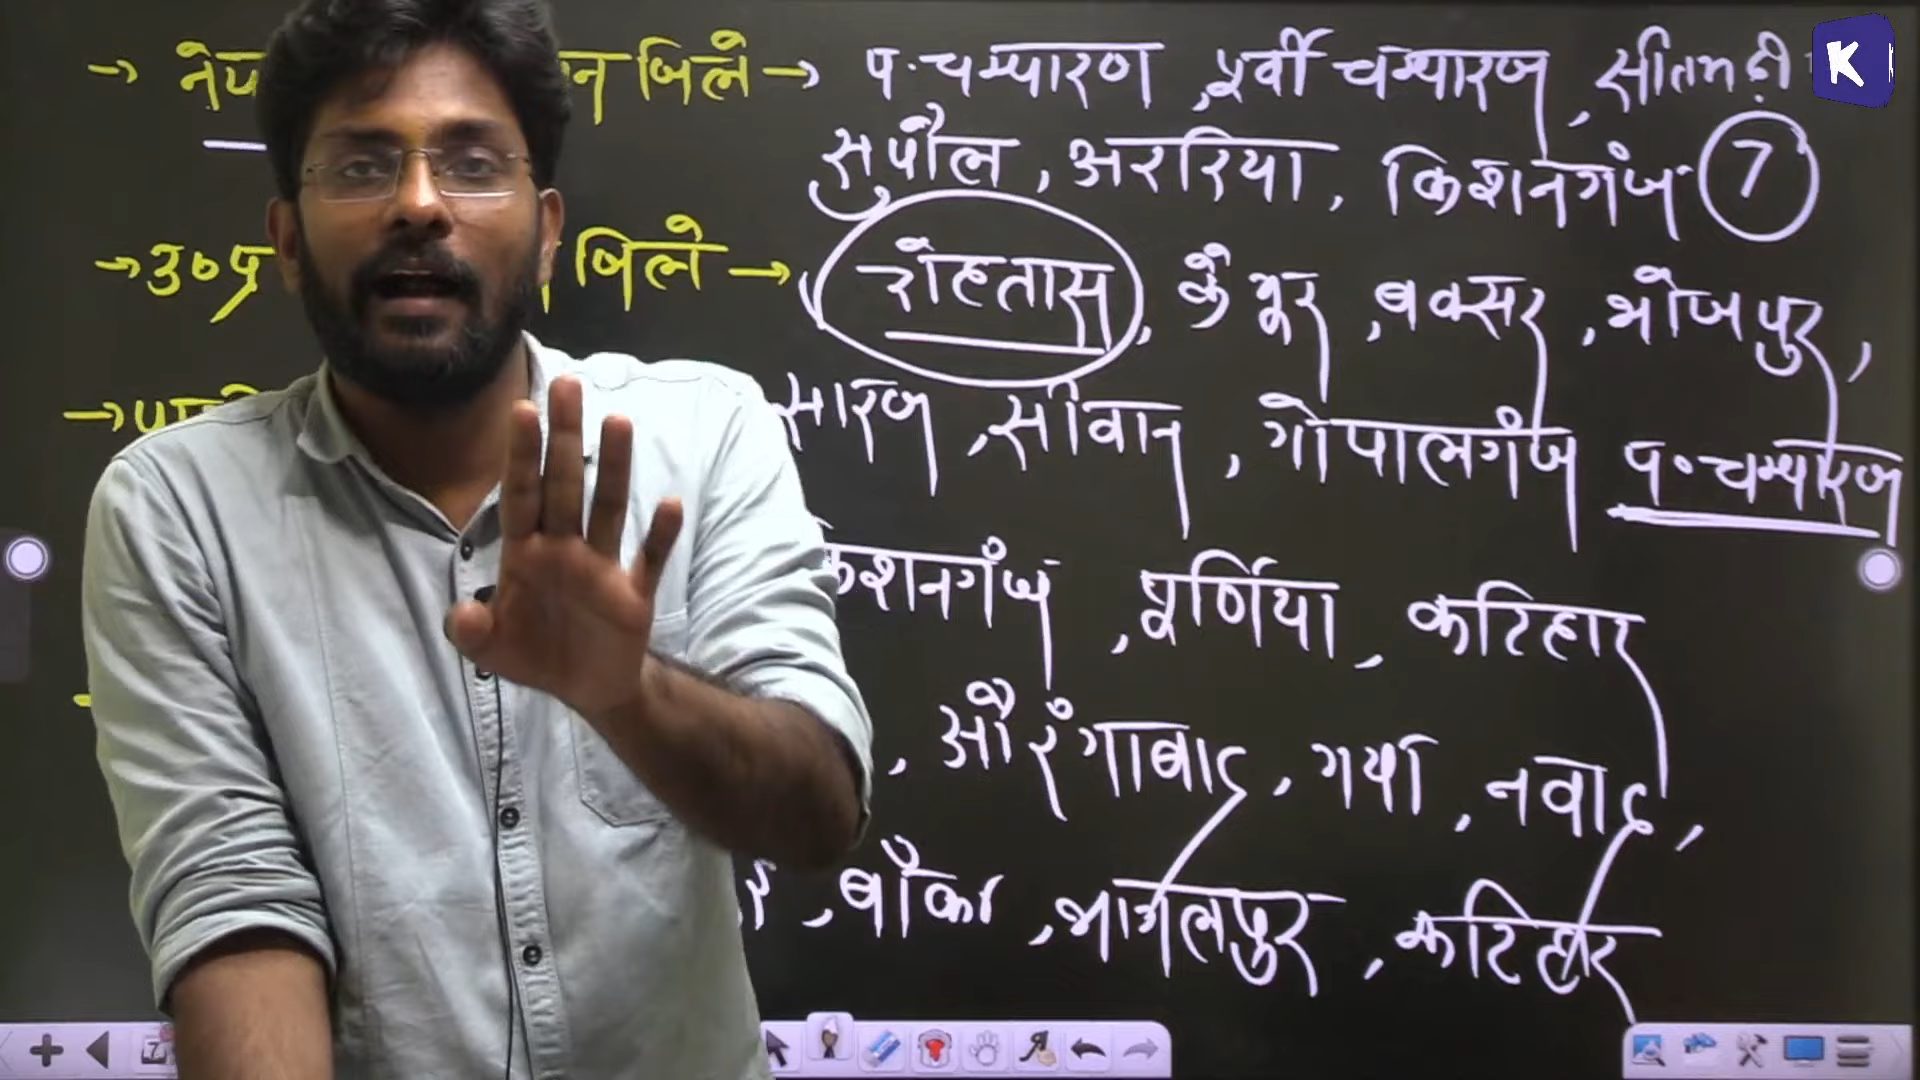 → नेप न जिले → प. चम्पारण, पूर्वी चम्पारण, सीतामढ़ी
सुपौल, अररिया, किशनगंज 7
→ उ०प्र जिले → रोहतास, कैमूर, बक्सर, भोजपुर,
सारण, सीवान, गोपालगंज प. चम्पारण
किशनगंज, पूर्णिया, कटिहार
, औरंगाबाद, गया, नवादा,
, बाँका, भागलपुर, कटिहार
K